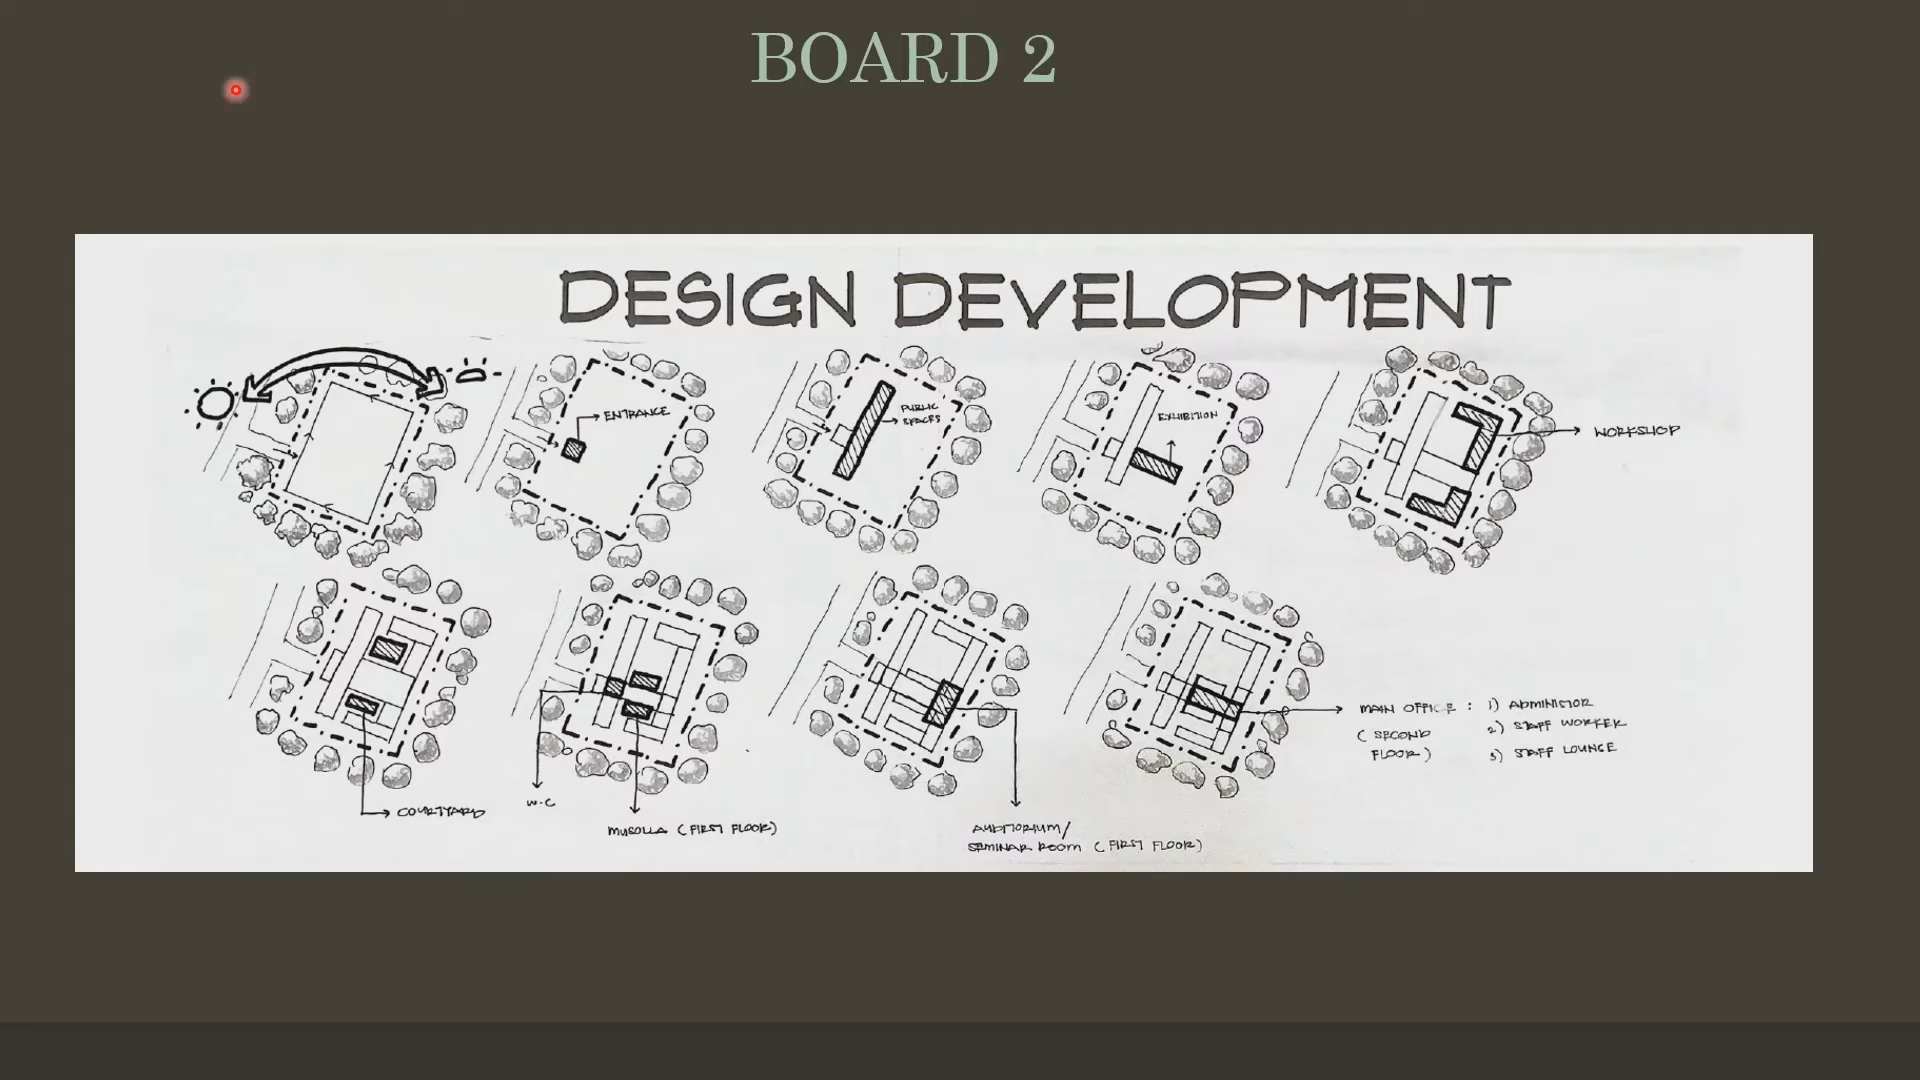 BOARD 2
DESIGN DEVELOPMENT
ENTRANCE
PUBLIC
SPACES
EXHIBITION
WORKSHOP
COURTYARD
W.C
MUSOLLA (FIRST FLOOR)
AUDITORIUM/
SEMINAR ROOM (FIRST FLOOR)
MAIN OFFICE : 1) ADMINISTOR
(SECOND 2) STAFF WORKER
FLOOR) 3) STAFF LOUNGE